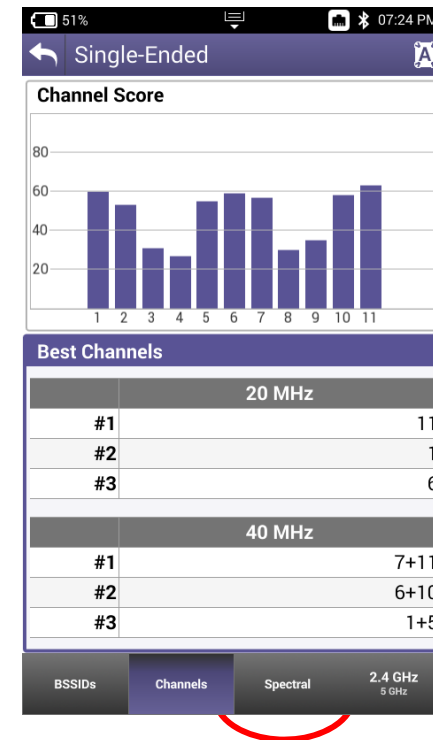 51% 07:24 PM
Single-Ended A
Channel Score
80
60
40
20
1 2 3 4 5 6 7 8 9 10 11
Best Channels
20 MHz
#1 11
#2 1
#3 6
40 MHz
#1 7+11
#2 6+10
#3 1+5
BSSIDs Channels Spectral 2.4 GHz
5 GHz